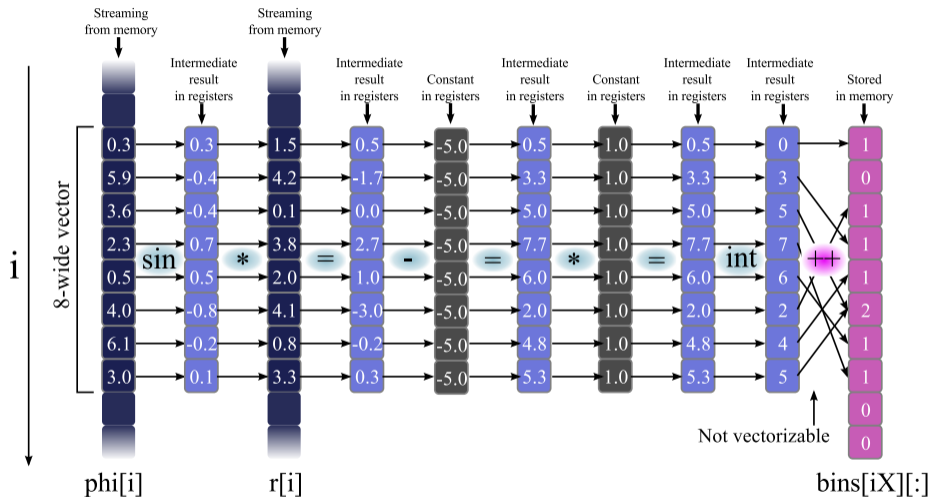 Streaming
from memory
Streaming
from memory
Intermediate
result
in registers
Intermediate
result
in registers
Constant
in registers
Intermediate
result
in registers
Constant
in registers
Intermediate
result
in registers
Intermediate
result
in registers
Stored
in memory
i
8-wide vector
0.3 0.3 1.5 0.5 -5.0 0.5 1.0 0.5 0 1
5.9 -0.4 4.2 -1.7 -5.0 3.3 1.0 3.3 3 0
3.6 -0.4 0.1 0.0 -5.0 5.0 1.0 5.0 5 1
2.3 0.7 3.8 2.7 -5.0 7.7 1.0 7.7 7 1
sin * = - = * = int ++
0.5 0.5 2.0 1.0 -5.0 6.0 1.0 6.0 6 1
4.0 -0.8 4.1 -3.0 -5.0 2.0 1.0 2.0 2 2
6.1 -0.2 0.8 -0.2 -5.0 4.8 1.0 4.8 4 1
3.0 0.1 3.3 0.3 -5.0 5.3 1.0 5.3 5 1
0
0
Not vectorizable
phi[i] r[i] bins[iX][:]